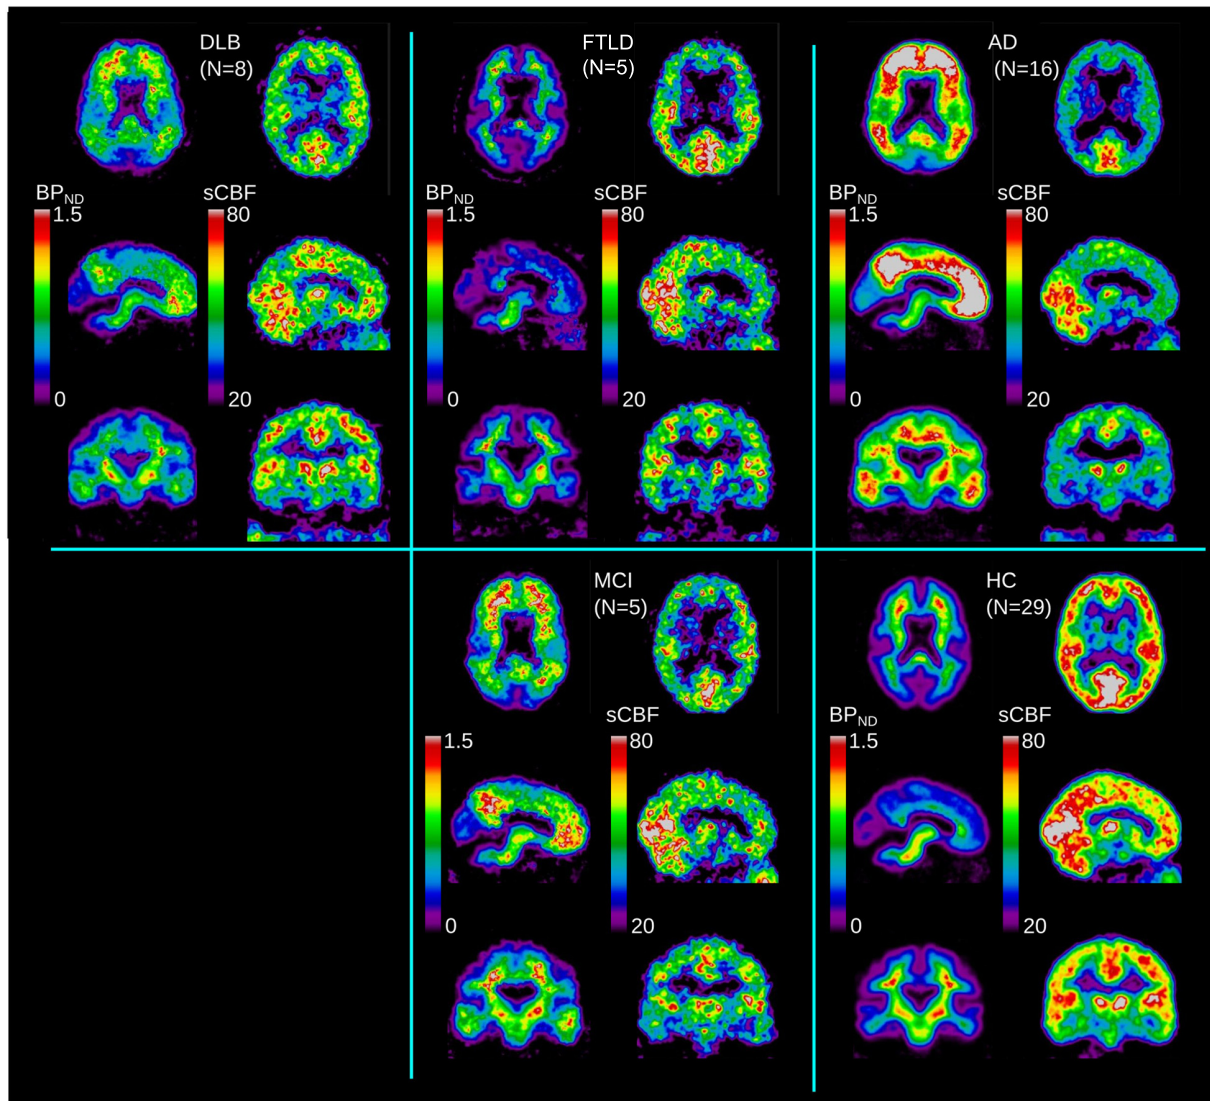 DLB
(N=8)
BPND
1.5
0
sCBF
80
20
FTLD
(N=5)
BPND
1.5
0
sCBF
80
20
AD
(N=16)
BPND
1.5
0
sCBF
80
20
MCI
(N=5)
1.5
0
sCBF
80
20
HC
(N=29)
BPND
1.5
0
sCBF
80
20